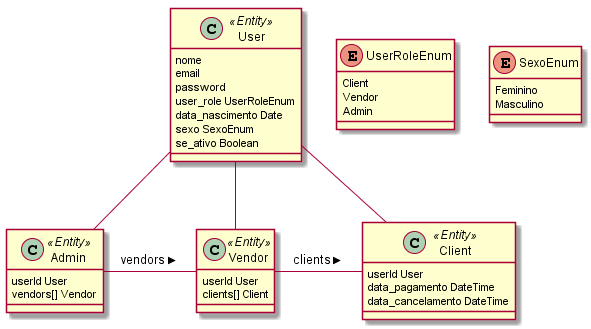 C
«Entity»
User
nome
email
password
user_role UserRoleEnum
data_nascimento Date
sexo SexoEnum
se_ativo Boolean
E UserRoleEnum
Client
Vendor
Admin
E SexoEnum
Feminino
Masculino
C
«Entity»
Admin
userId User
vendors[] Vendor
vendors ▶
C
«Entity»
Vendor
userId User
clients[] Client
clients ▶
C
«Entity»
Client
userId User
data_pagamento DateTime
data_cancelamento DateTime